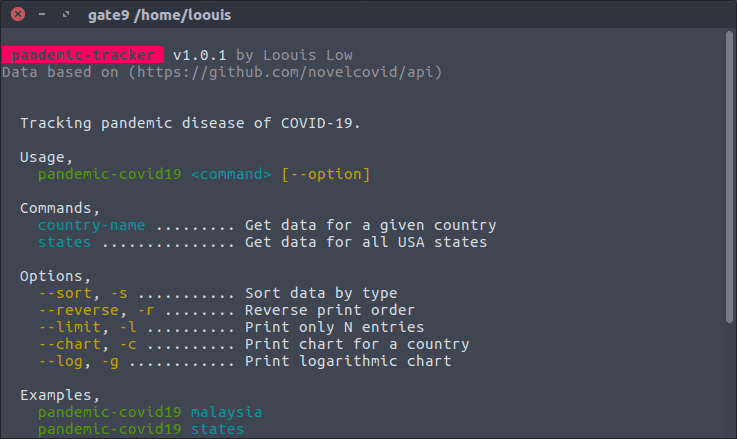 gate9 /home/loouis
pandemic-tracker v1.0.1 by Loouis Low
Data based on (https://github.com/novelcovid/api)
Tracking pandemic disease of COVID-19.
Usage,
pandemic-covid19 <command> [--option]
Commands,
country-name ......... Get data for a given country
states ............... Get data for all USA states
Options,
--sort, -s ........... Sort data by type
--reverse, -r ........ Reverse print order
--limit, -l .......... Print only N entries
--chart, -c .......... Print chart for a country
--log, -g ............ Print logarithmic chart
Examples,
pandemic-covid19 malaysia
pandemic-covid19 states